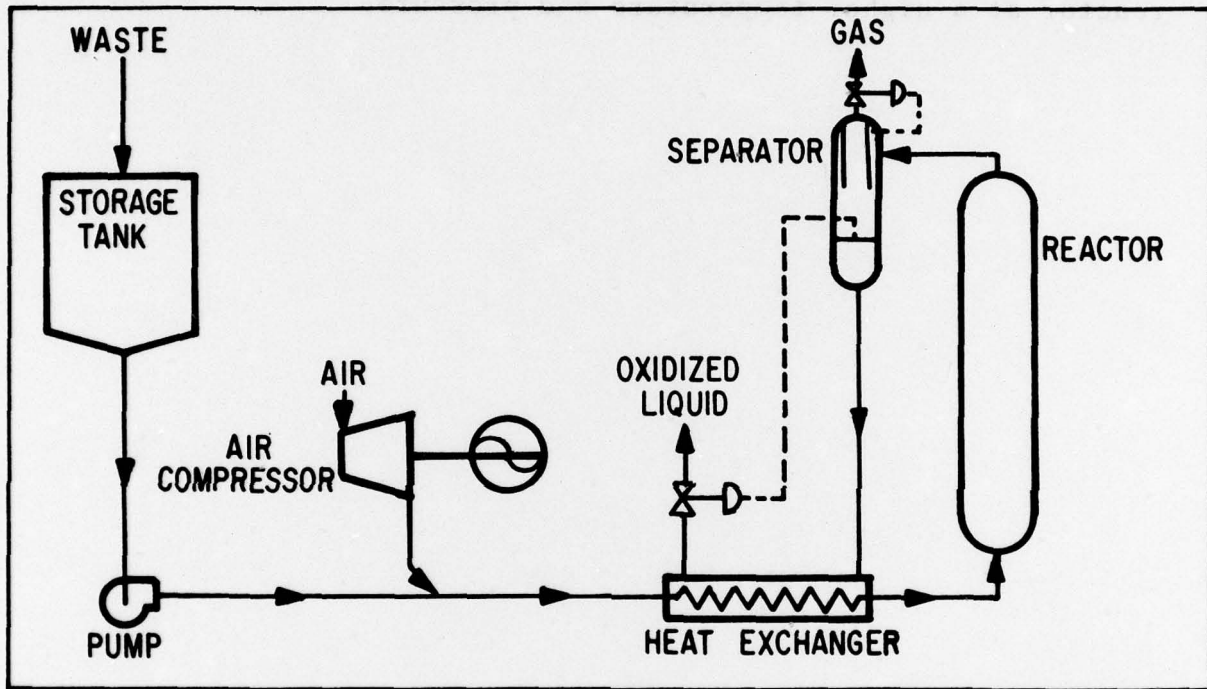 WASTE
STORAGE
TANK
PUMP
AIR
AIR
COMPRESSOR
OXIDIZED
LIQUID
HEAT EXCHANGER
GAS
SEPARATOR
REACTOR